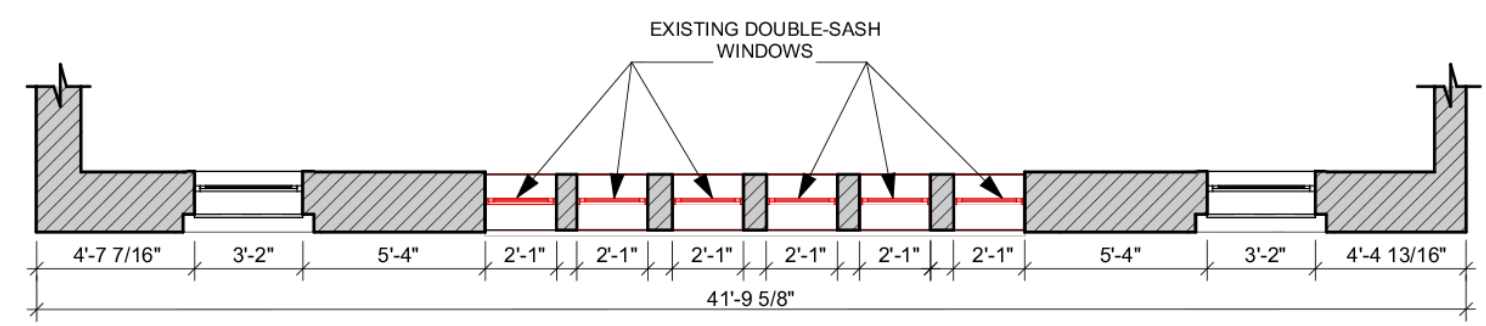 EXISTING DOUBLE-SASH
WINDOWS
4'-7 7/16" 3'-2" 5'-4" 2'-1" 2'-1" 2'-1" 2'-1" 2'-1" 2'-1" 5'-4" 3'-2" 4'-4 13/16"
41'-9 5/8"